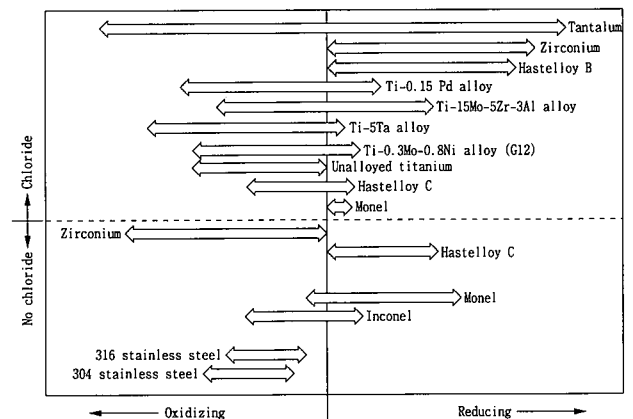 Tantalum
Zirconium
Hastelloy B
Ti-0.15 Pd alloy
Ti-15Mo-5Zr-3Al alloy
Ti-5Ta alloy
Ti-0.3Mo-0.8Ni alloy (G12)
Unalloyed titanium
Hastelloy C
Monel
Chloride
No chloride
Zirconium
Hastelloy C
Monel
Inconel
316 stainless steel
304 stainless steel
Oxidizing
Reducing